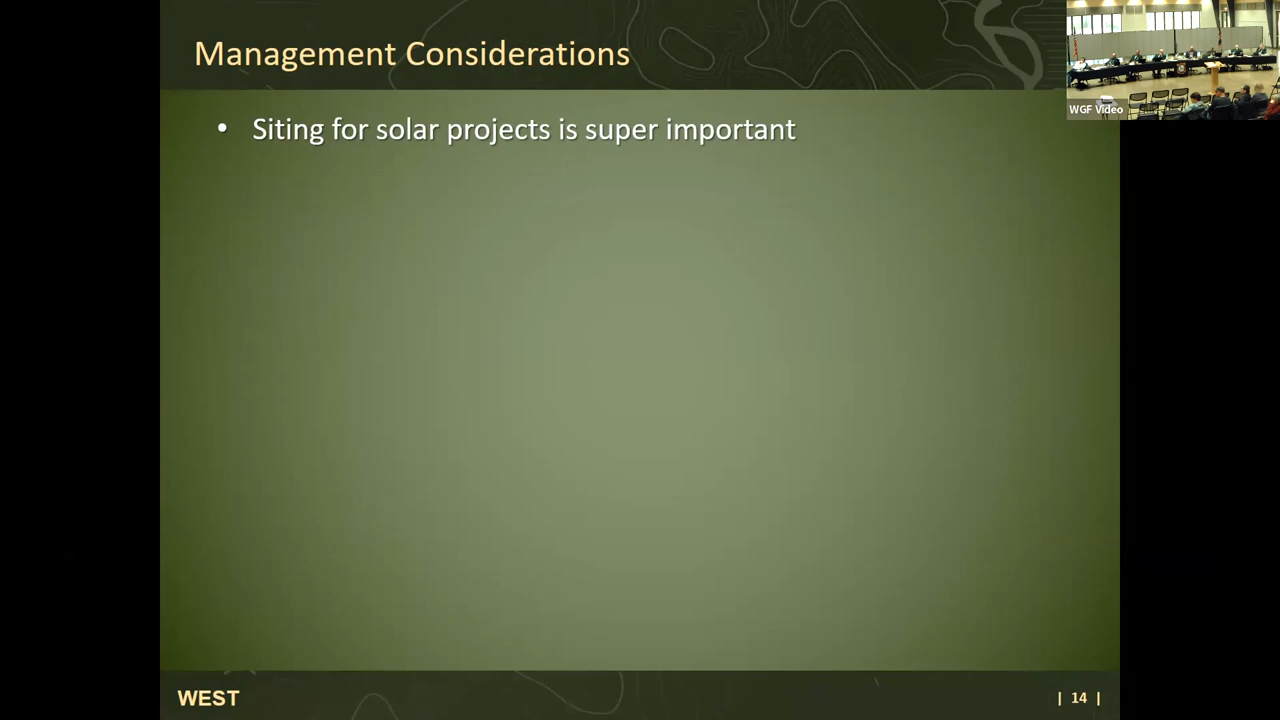 Management Considerations
• Siting for solar projects is super important
WGF Video
WEST
| 14 |